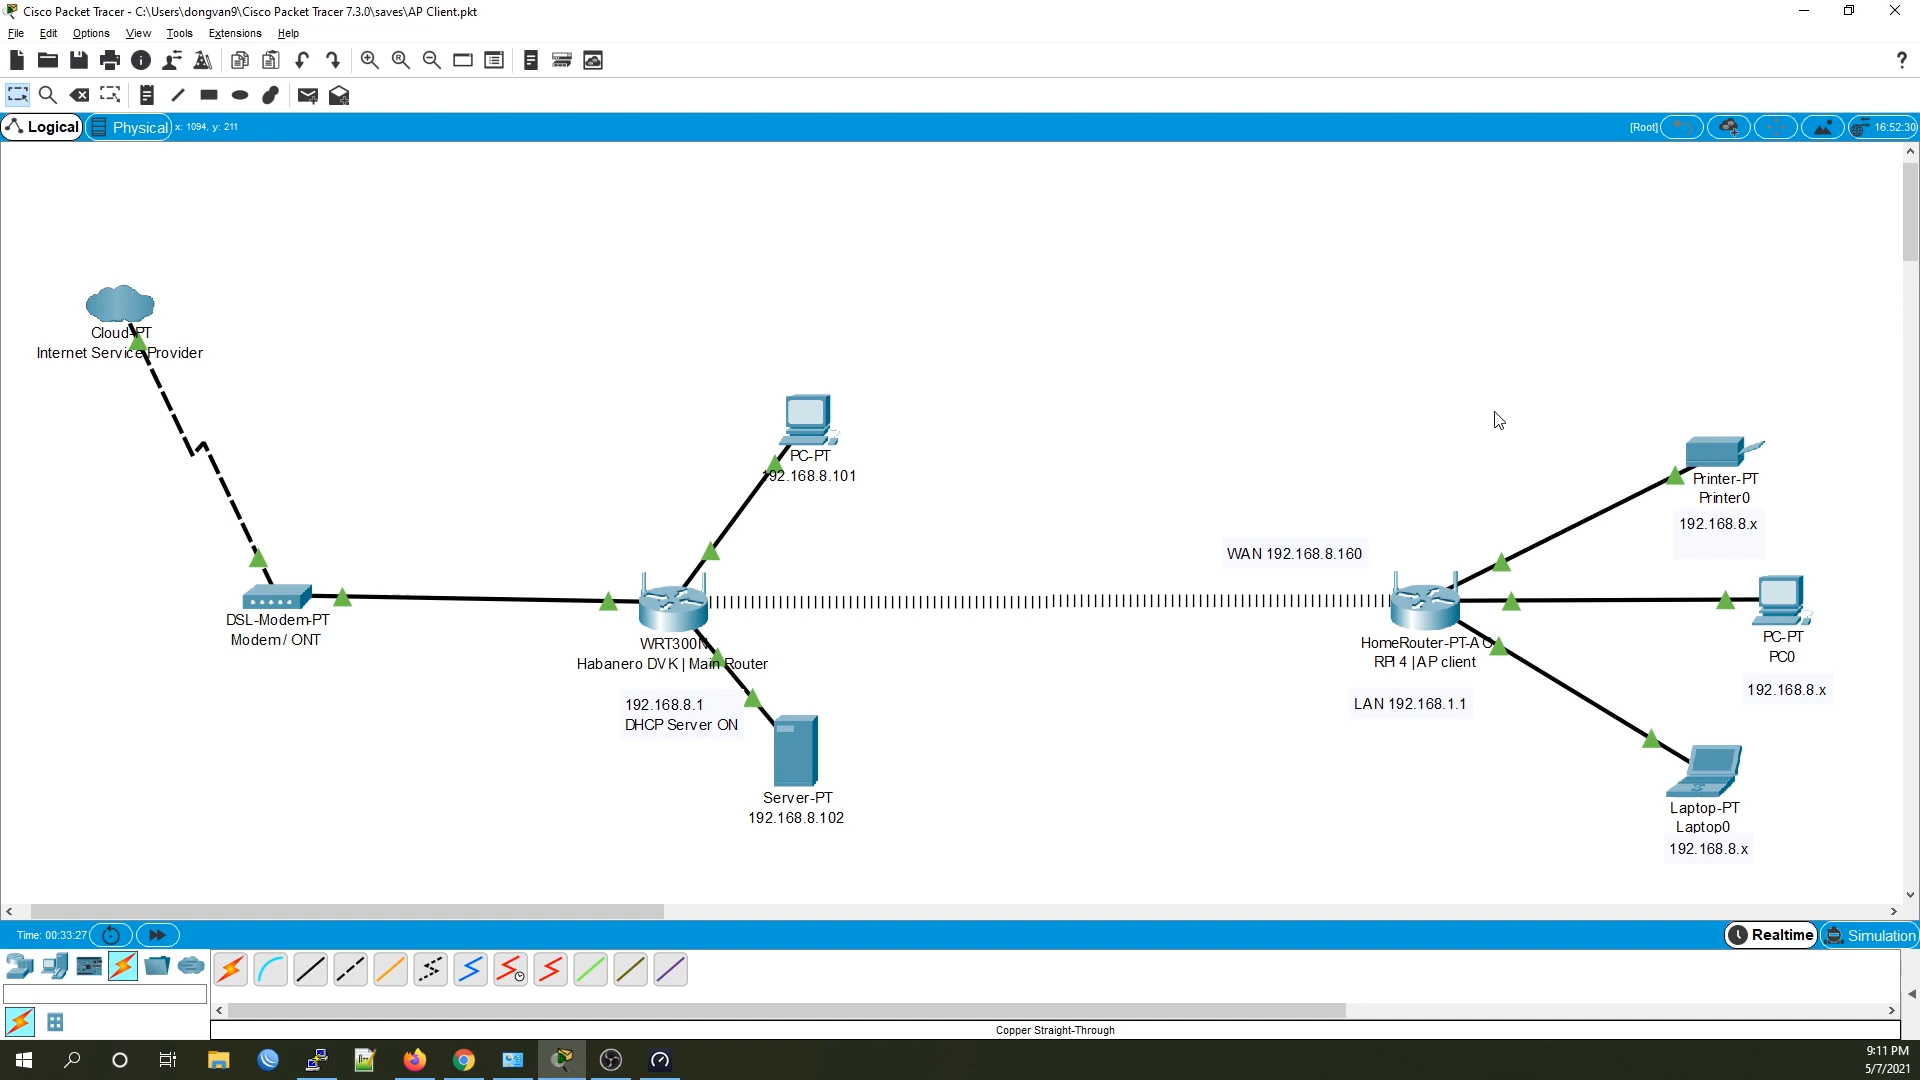 Cisco Packet Tracer - C:\Users\dongvan9\Cisco Packet Tracer 7.3.0\saves\AP Client.pkt
File Edit Options View Tools Extensions Help
?
Logical Physical x: 1094, y: 211 [Root] 16:52:30
Cloud-PT
Internet Service Provider
PC-PT
192.168.8.101
Printer-PT
Printer0
192.168.8.x
WAN 192.168.8.160
DSL-Modem-PT
Modem / ONT
WRT300N
Habanero DVK | Main Router
192.168.8.1
DHCP Server ON
HomeRouter-PT-AC
RPI 4 | AP client
LAN 192.168.1.1
PC-PT
PC0
192.168.8.x
Server-PT
192.168.8.102
Laptop-PT
Laptop0
192.168.8.x
Time: 00:33:27 Realtime Simulation
Copper Straight-Through
9:11 PM
5/7/2021